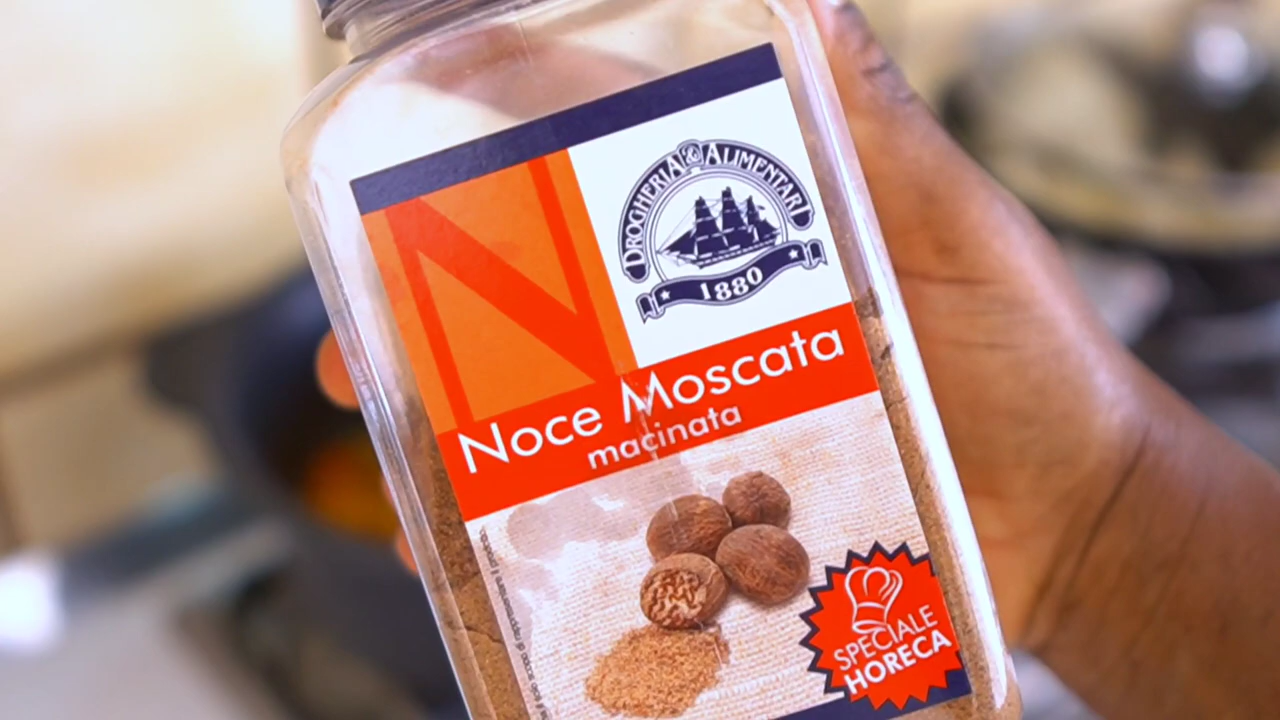 DROGHERIA & ALIMENTARI
1880
N
Noce Moscata
macinata
SPECIALE
HORECA